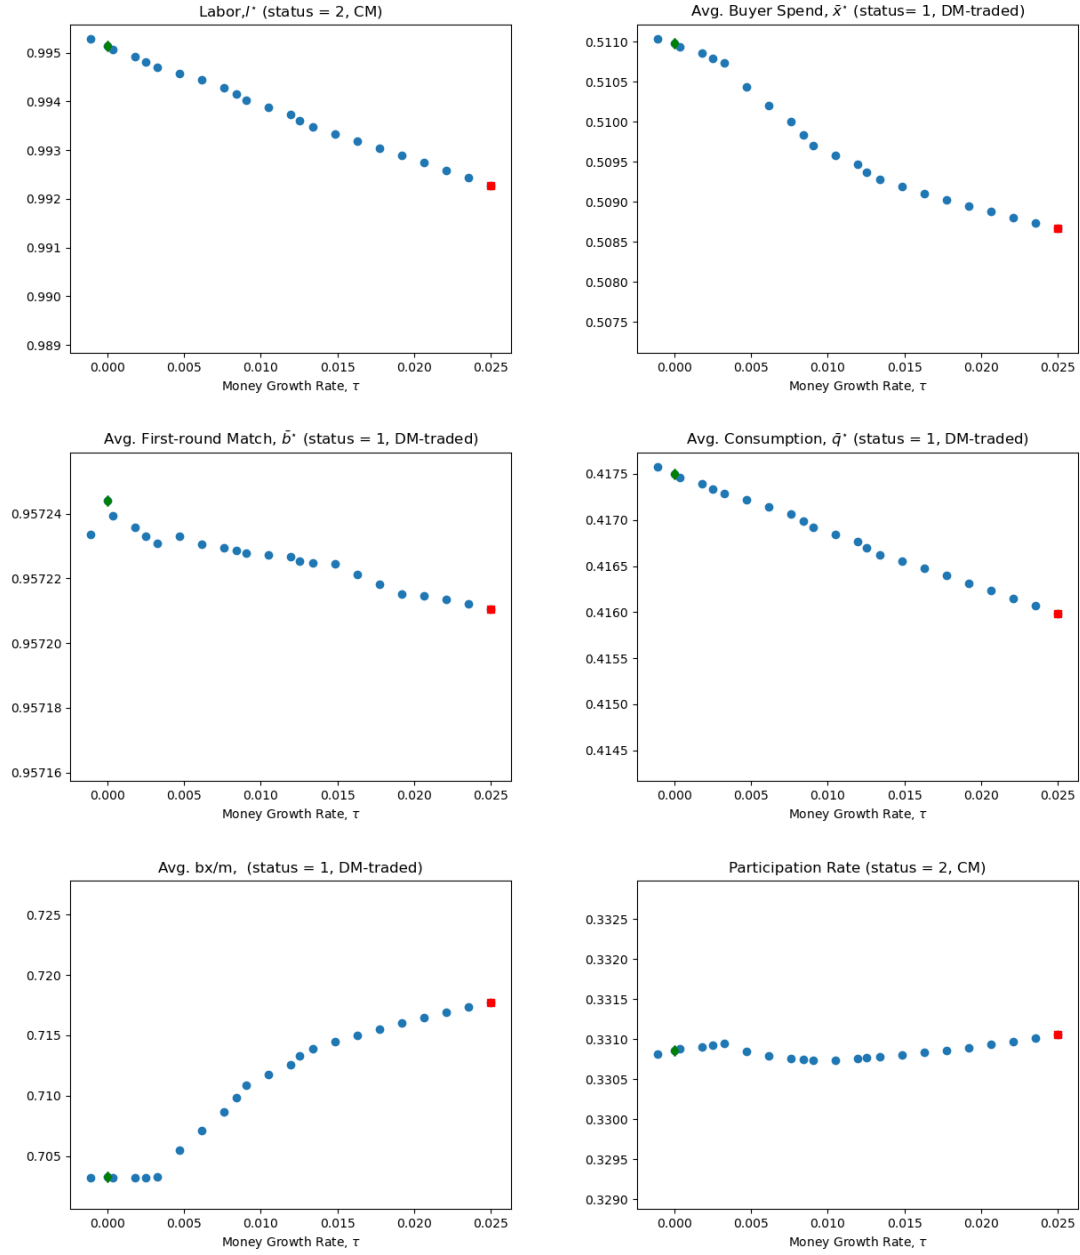 Labor,l* (status = 2, CM)
0.995
0.994
0.993
0.992
0.991
0.990
0.989
0.000 0.005 0.010 0.015 0.020 0.025
Money Growth Rate, τ
Avg. Buyer Spend, x̄* (status= 1, DM-traded)
0.5110
0.5105
0.5100
0.5095
0.5090
0.5085
0.5080
0.5075
0.000 0.005 0.010 0.015 0.020 0.025
Money Growth Rate, τ
Avg. First-round Match, b̄* (status = 1, DM-traded)
0.95724
0.95722
0.95720
0.95718
0.95716
0.000 0.005 0.010 0.015 0.020 0.025
Money Growth Rate, τ
Avg. Consumption, q̄* (status = 1, DM-traded)
0.4175
0.4170
0.4165
0.4160
0.4155
0.4150
0.4145
0.000 0.005 0.010 0.015 0.020 0.025
Money Growth Rate, τ
Avg. bx/m, (status = 1, DM-traded)
0.725
0.720
0.715
0.710
0.705
0.000 0.005 0.010 0.015 0.020 0.025
Money Growth Rate, τ
Participation Rate (status = 2, CM)
0.3325
0.3320
0.3315
0.3310
0.3305
0.3300
0.3295
0.3290
0.000 0.005 0.010 0.015 0.020 0.025
Money Growth Rate, τ